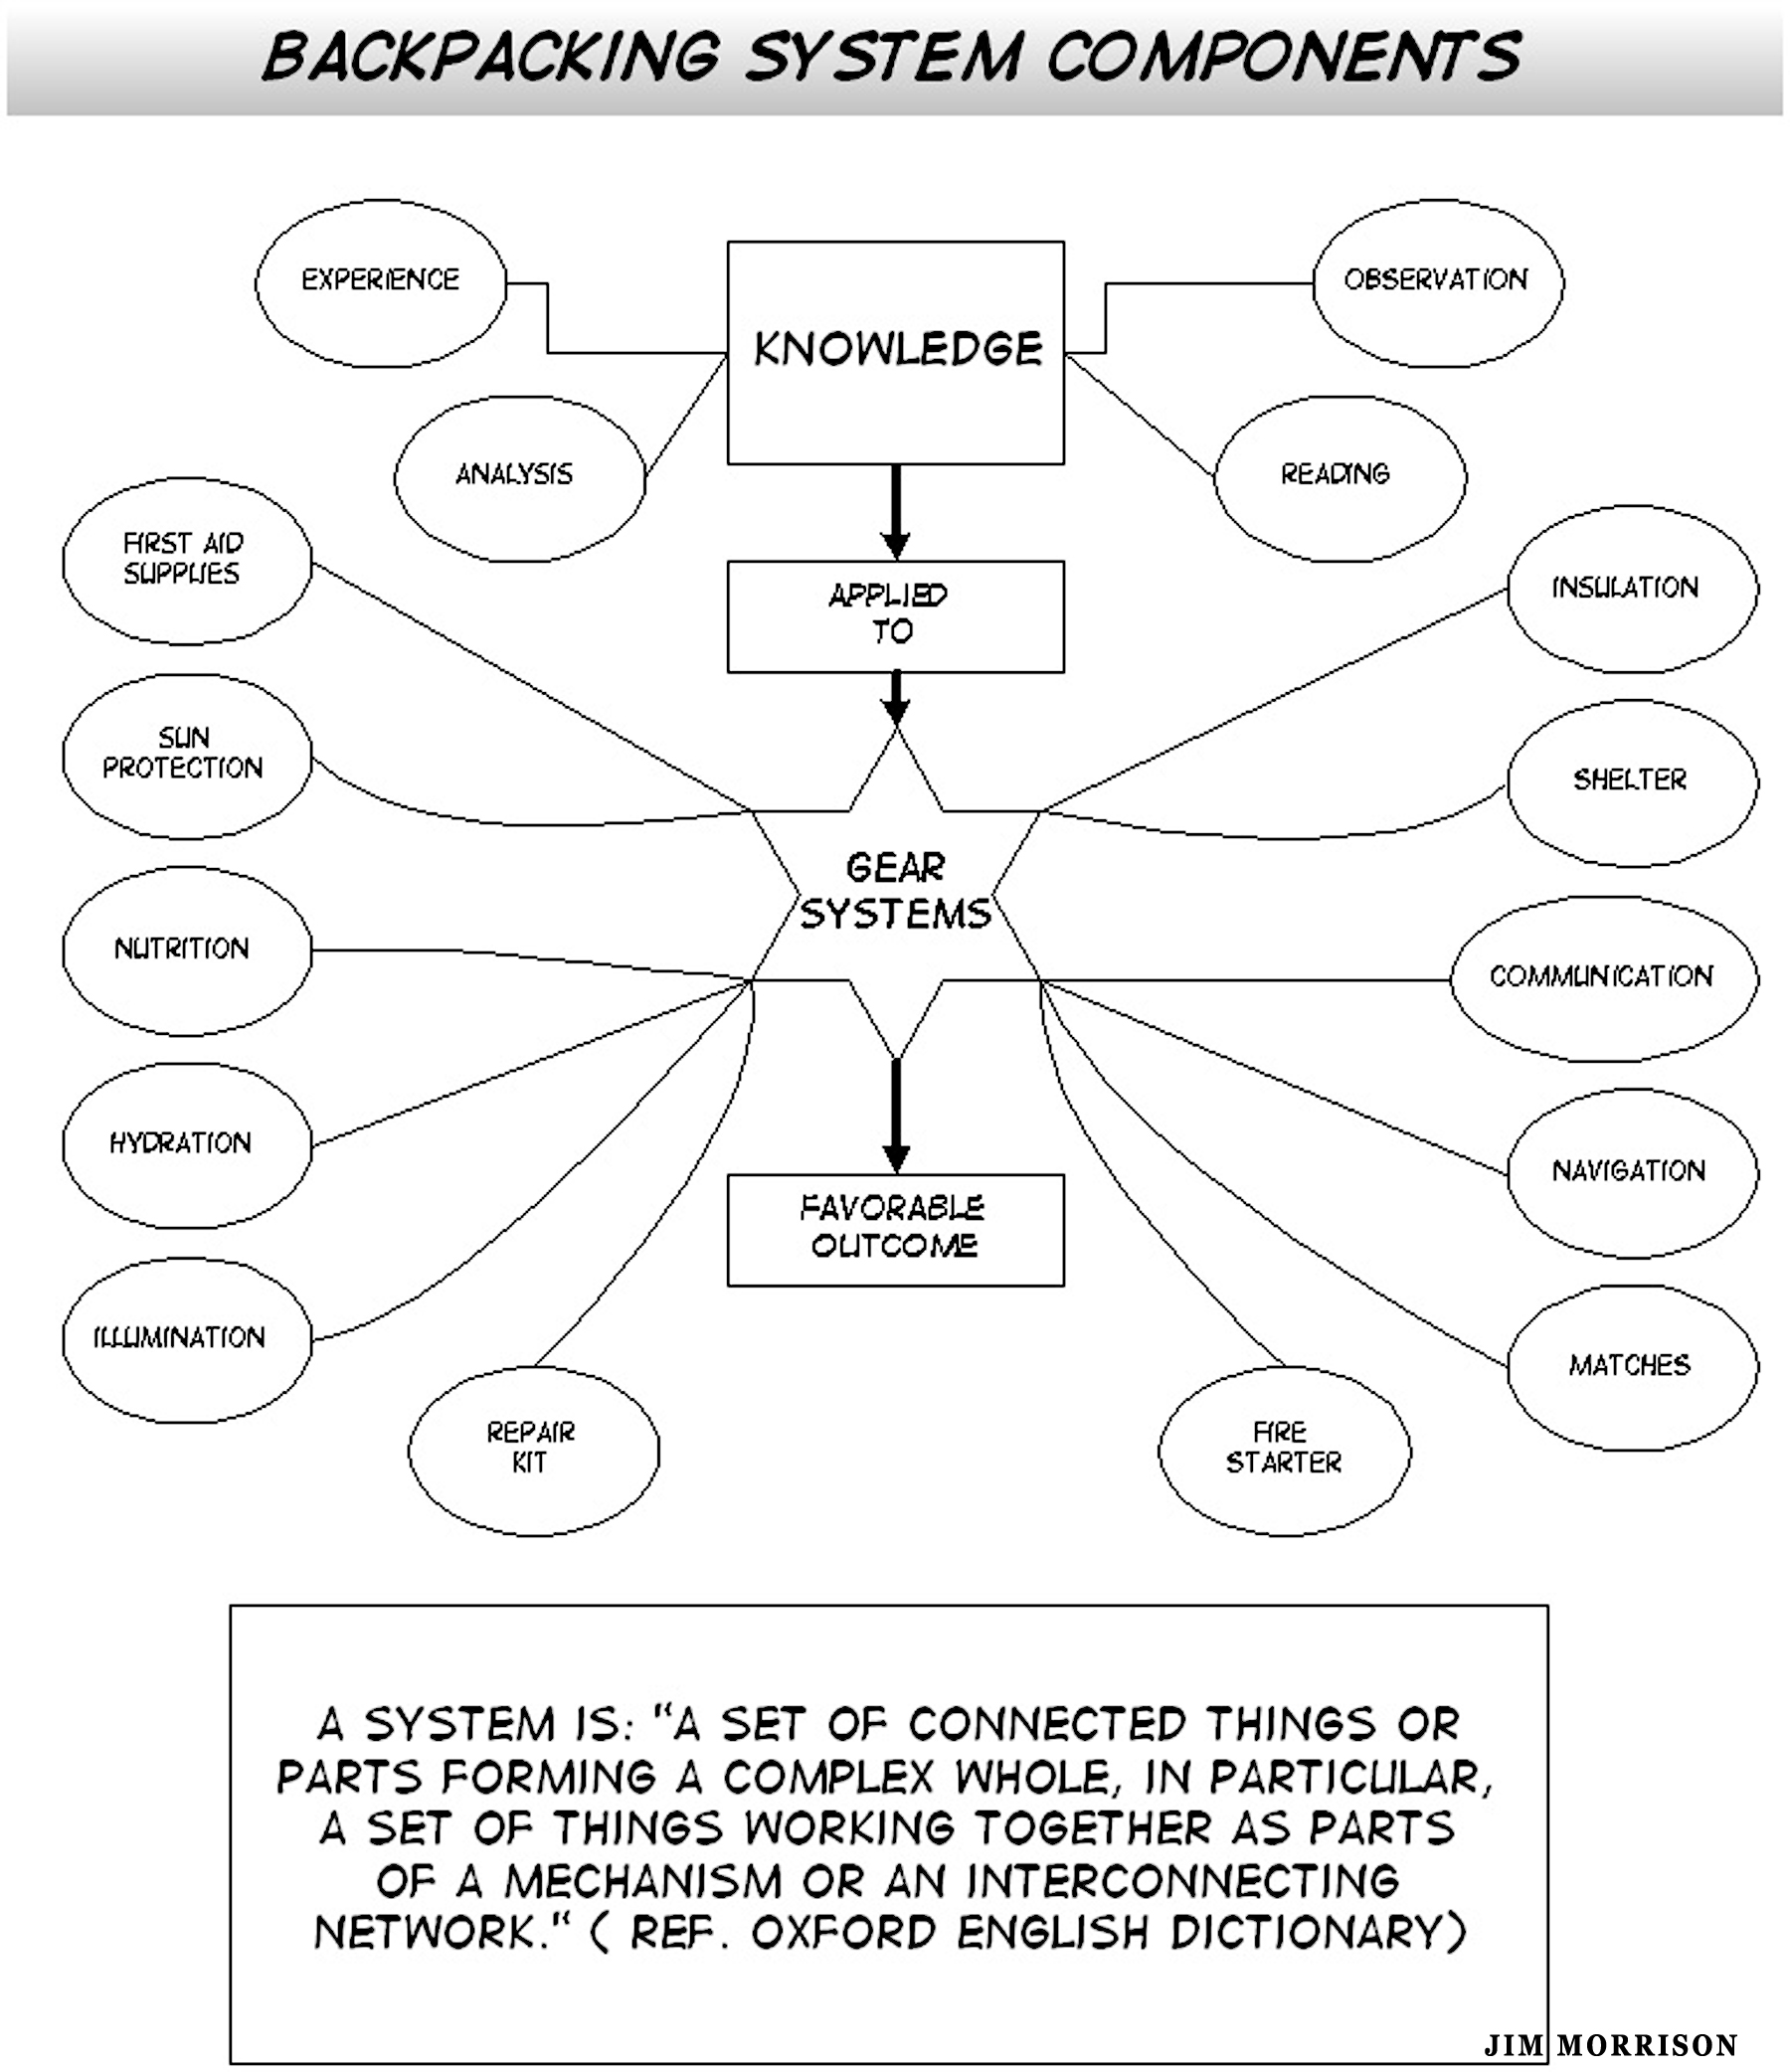 BACKPACKING SYSTEM COMPONENTS
EXPERIENCE
OBSERVATION
KNOWLEDGE
ANALYSIS
READING
FIRST AID
SUPPLIES
INSULATION
APPLIED
TO
SUN
PROTECTION
SHELTER
GEAR
SYSTEMS
NUTRITION
COMMUNICATION
HYDRATION
NAVIGATION
FAVORABLE
OUTCOME
ILLUMINATION
MATCHES
REPAIR
KIT
FIRE
STARTER
A SYSTEM IS: "A SET OF CONNECTED THINGS OR
PARTS FORMING A COMPLEX WHOLE, IN PARTICULAR,
A SET OF THINGS WORKING TOGETHER AS PARTS
OF A MECHANISM OR AN INTERCONNECTING
NETWORK." ( REF. OXFORD ENGLISH DICTIONARY)
JIM MORRISON